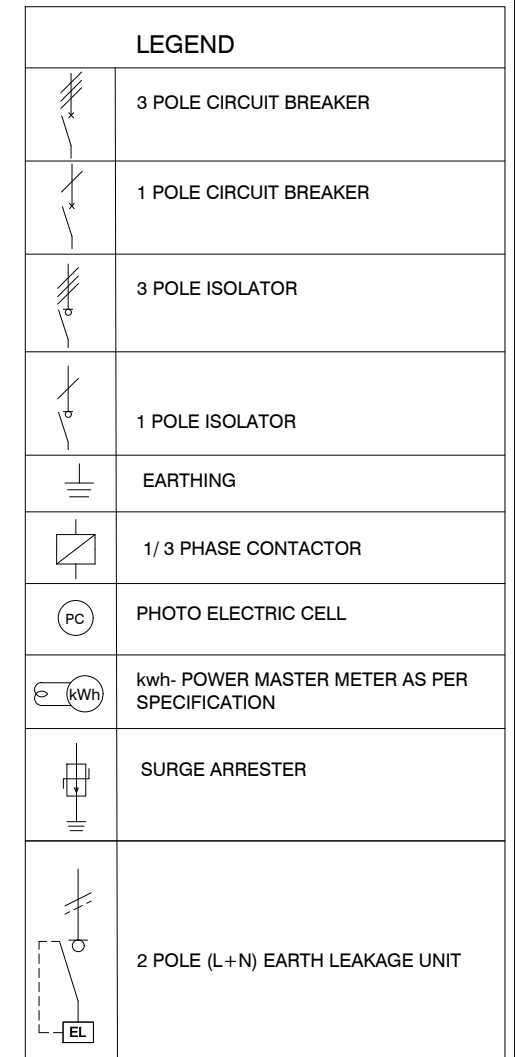 LEGEND
3 POLE CIRCUIT BREAKER
1 POLE CIRCUIT BREAKER
3 POLE ISOLATOR
1 POLE ISOLATOR
EARTHING
1/ 3 PHASE CONTACTOR
PC
PHOTO ELECTRIC CELL
kWh
kwh- POWER MASTER METER AS PER
SPECIFICATION
SURGE ARRESTER
2 POLE (L+N) EARTH LEAKAGE UNIT
EL